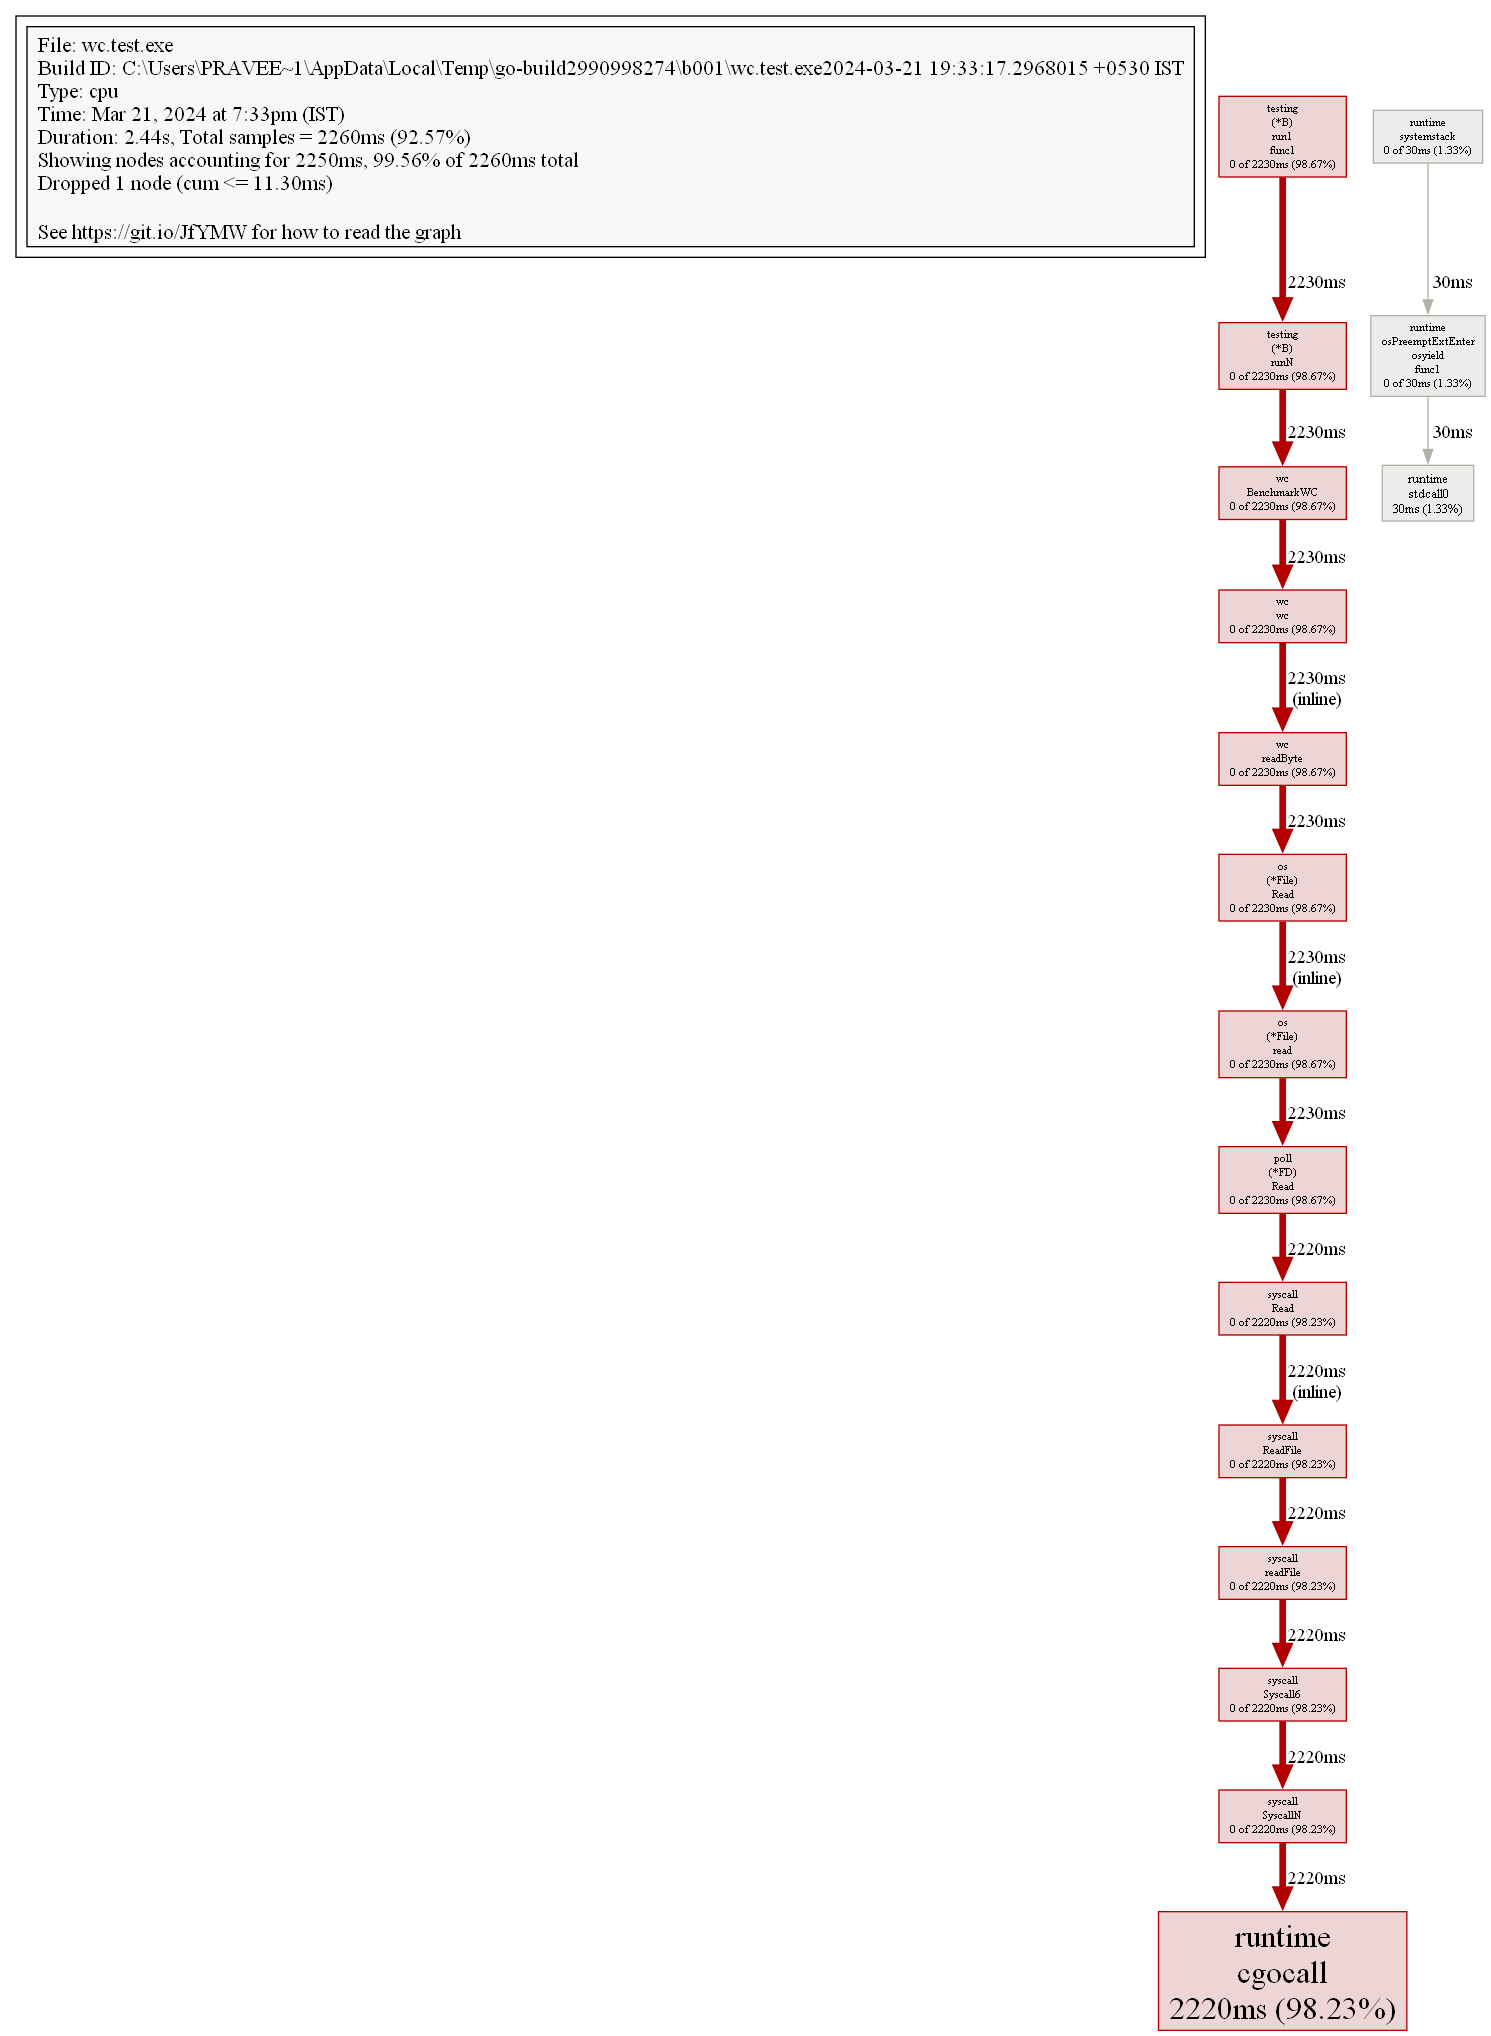 File: wc.test.exe
Build ID: C:\Users\PRAVEE~1\AppData\Local\Temp\go-build2990998274\b001\wc.test.exe2024-03-21 19:33:17.2968015 +0530 IST
Type: cpu
Time: Mar 21, 2024 at 7:33pm (IST)
Duration: 2.44s, Total samples = 2260ms (92.57%)
Showing nodes accounting for 2250ms, 99.56% of 2260ms total
Dropped 1 node (cum <= 11.30ms)
See https://git.io/JfYMW for how to read the graph
testing
(*B)
run1
func1
0 of 2230ms (98.67%)
runtime
systemstack
0 of 30ms (1.33%)
2230ms
30ms
testing
(*B)
runN
0 of 2230ms (98.67%)
runtime
osPreemptExtEnter
osyield
func1
0 of 30ms (1.33%)
2230ms
30ms
wc
BenchmarkWC
0 of 2230ms (98.67%)
runtime
stdcall0
30ms (1.33%)
2230ms
wc
wc
0 of 2230ms (98.67%)
2230ms
(inline)
wc
readByte
0 of 2230ms (98.67%)
2230ms
os
(*File)
Read
0 of 2230ms (98.67%)
2230ms
(inline)
os
(*File)
read
0 of 2230ms (98.67%)
2230ms
poll
(*FD)
Read
0 of 2230ms (98.67%)
2220ms
syscall
Read
0 of 2220ms (98.23%)
2220ms
(inline)
syscall
ReadFile
0 of 2220ms (98.23%)
2220ms
syscall
readFile
0 of 2220ms (98.23%)
2220ms
syscall
Syscall6
0 of 2220ms (98.23%)
2220ms
syscall
SyscallN
0 of 2220ms (98.23%)
2220ms
runtime
cgocall
2220ms (98.23%)